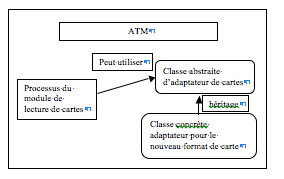 ATM
Peut utiliser
Classe abstraite
d'adaptateur de cartes
Processus du
module de
lecture de cartes
héritage
Classe concrète
adaptateur pour le
nouveau format de carte